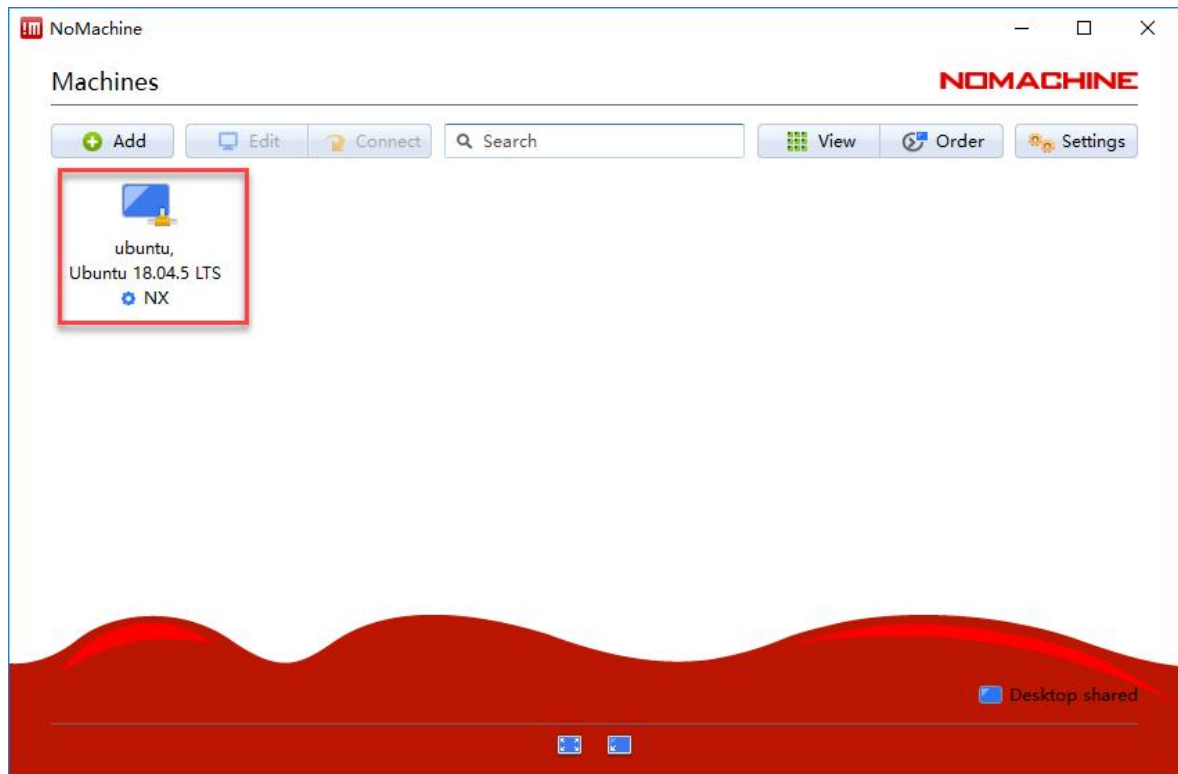 NoMachine
Machines
NOMACHINE
Add
Edit
Connect
Search
View
Order
Settings
ubuntu,
Ubuntu 18.04.5 LTS
NX
Desktop shared